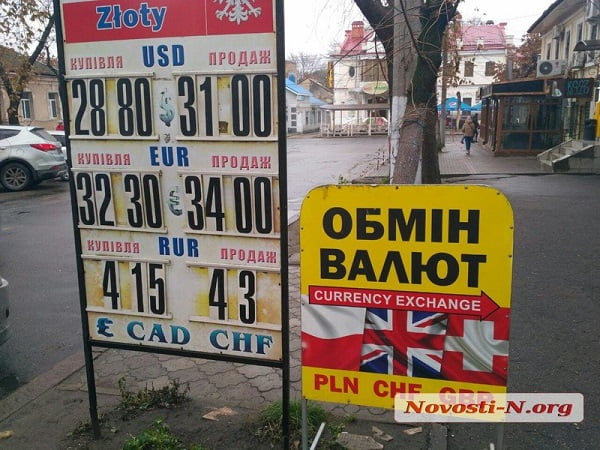 Złoty
КУПІВЛЯ USD ПРОДАЖ
28 80 $ 31 00
КУПІВЛЯ EUR ПРОДАЖ
32 30 € 34 00
КУПІВЛЯ RUR ПРОДАЖ
4 15 4 3
£ CAD CHF
ОБМІН
ВАЛЮТ
CURRENCY EXCHANGE
PLN CHF GBP
Novosti-N.org